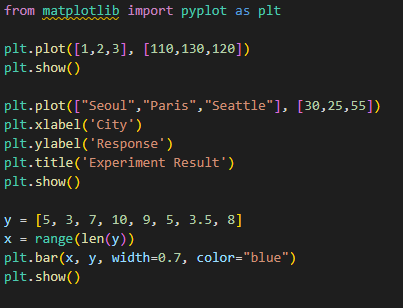 from matplotlib import pyplot as plt
plt.plot([1,2,3], [110,130,120])
plt.show()
plt.plot(["Seoul","Paris","Seattle"], [30,25,55])
plt.xlabel('City')
plt.ylabel('Response')
plt.title('Experiment Result')
plt.show()
y = [5, 3, 7, 10, 9, 5, 3.5, 8]
x = range(len(y))
plt.bar(x, y, width=0.7, color="blue")
plt.show()